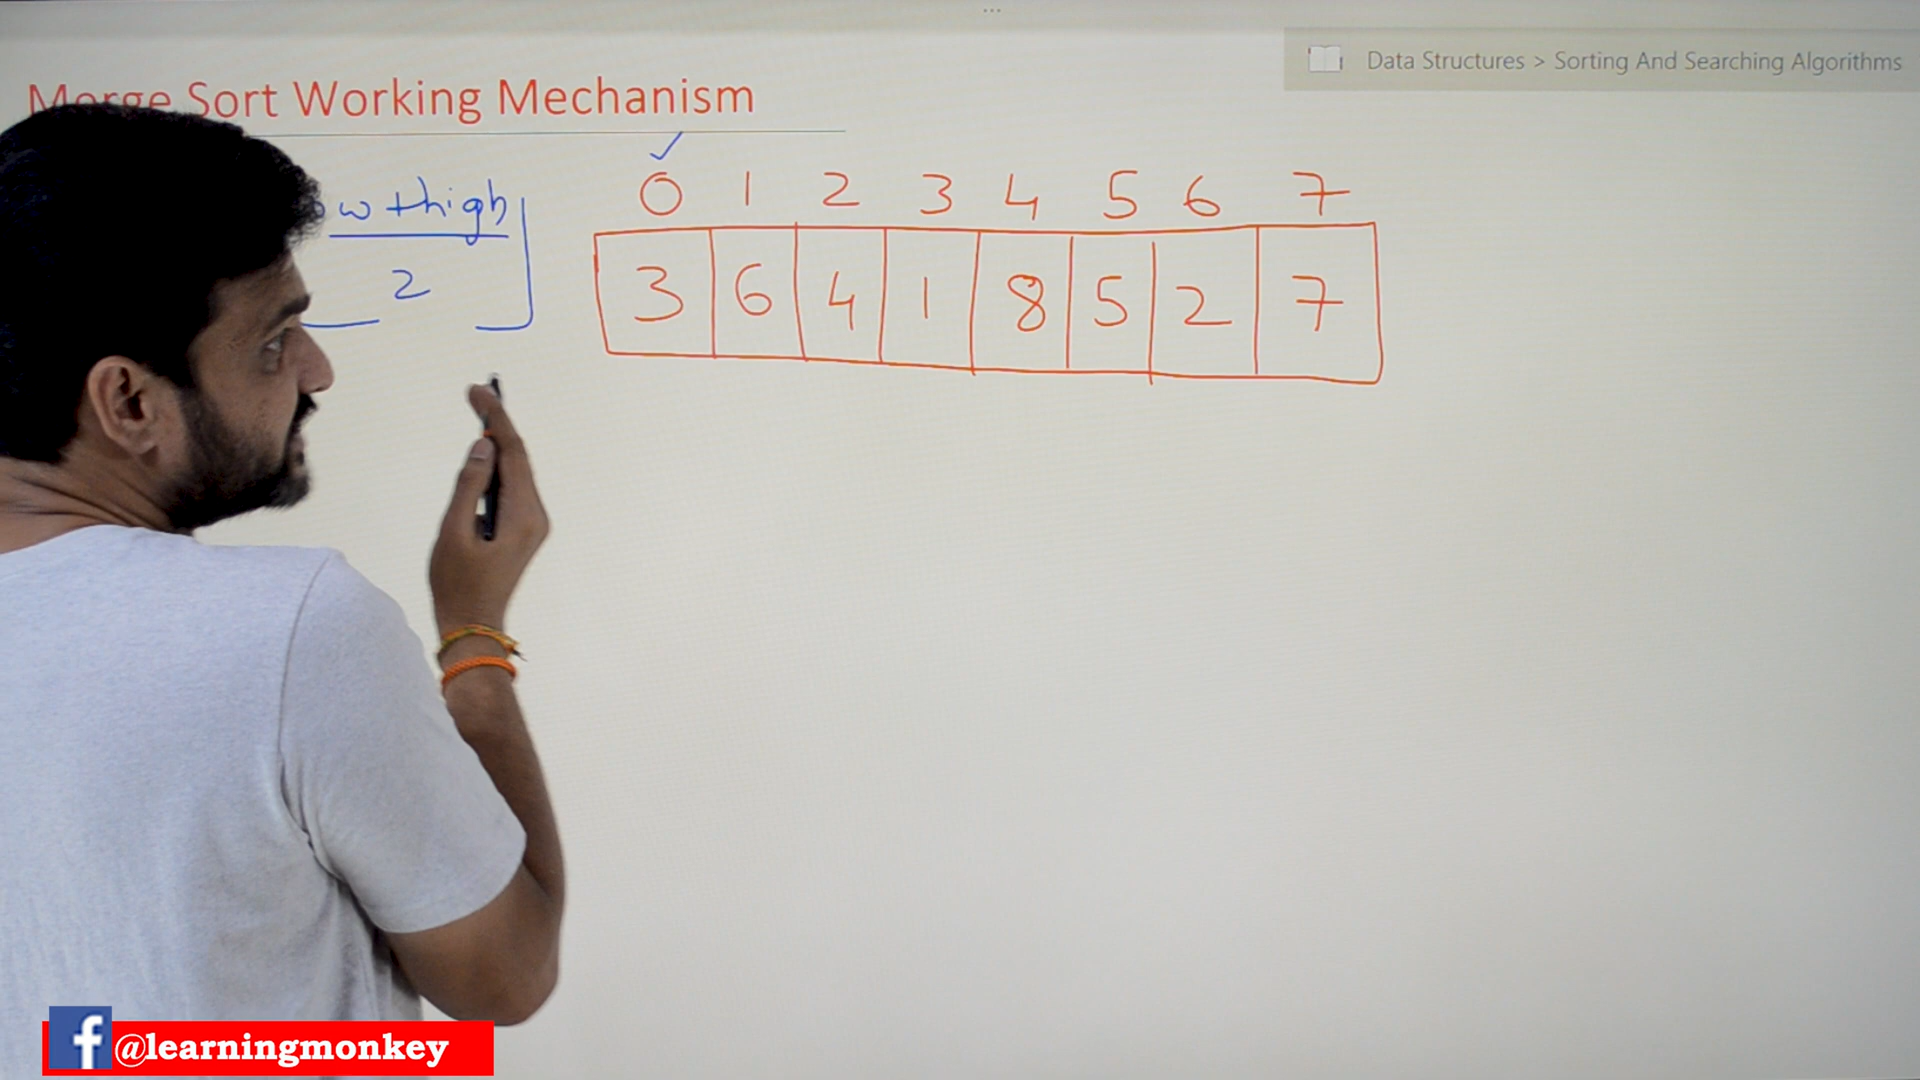 Data Structures > Sorting And Searching Algorithms
Merge Sort Working Mechanism
ow + high
2
0 1 2 3 4 5 6 7
3 6 4 1 8 5 2 7
f @learningmonkey